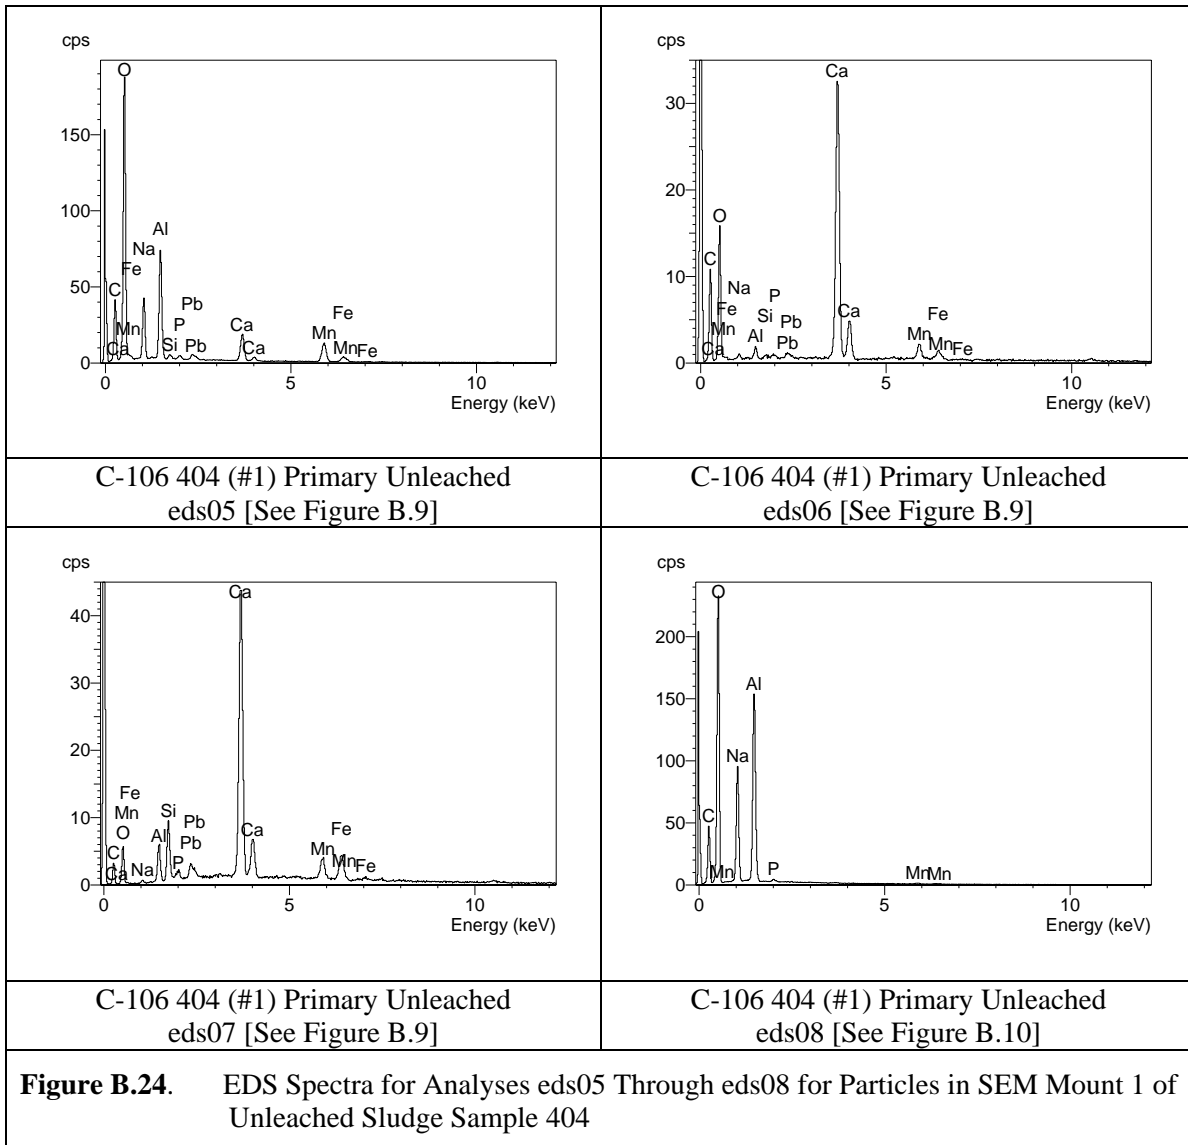 cps
O
150
100
50
0
C
Ca
Mn
Fe
Na
Al
Si
P
Pb
Pb
Ca
Ca
Mn
Fe
Mn
Fe
0 5 10
Energy (keV)
C-106 404 (#1) Primary Unleached
eds05 [See Figure B.9]
cps
Ca
30
20
10
0
O
C
Na
Fe
Mn
Ca
P
Si
Al
Pb
Pb
Ca
Fe
Mn
Mn
Fe
0 5 10
Energy (keV)
C-106 404 (#1) Primary Unleached
eds06 [See Figure B.9]
cps
Ca
40
30
20
10
0
Fe
Mn
O
C
Ca
Na
Al
Si
P
Pb
Pb
Ca
Fe
Mn
Mn
Fe
0 5 10
Energy (keV)
C-106 404 (#1) Primary Unleached
eds07 [See Figure B.9]
cps
O
200
150
100
50
0
Al
Na
C
Mn
P
Mn
Mn
0 5 10
Energy (keV)
C-106 404 (#1) Primary Unleached
eds08 [See Figure B.10]
Figure B.24. EDS Spectra for Analyses eds05 Through eds08 for Particles in SEM Mount 1 of
Unleached Sludge Sample 404